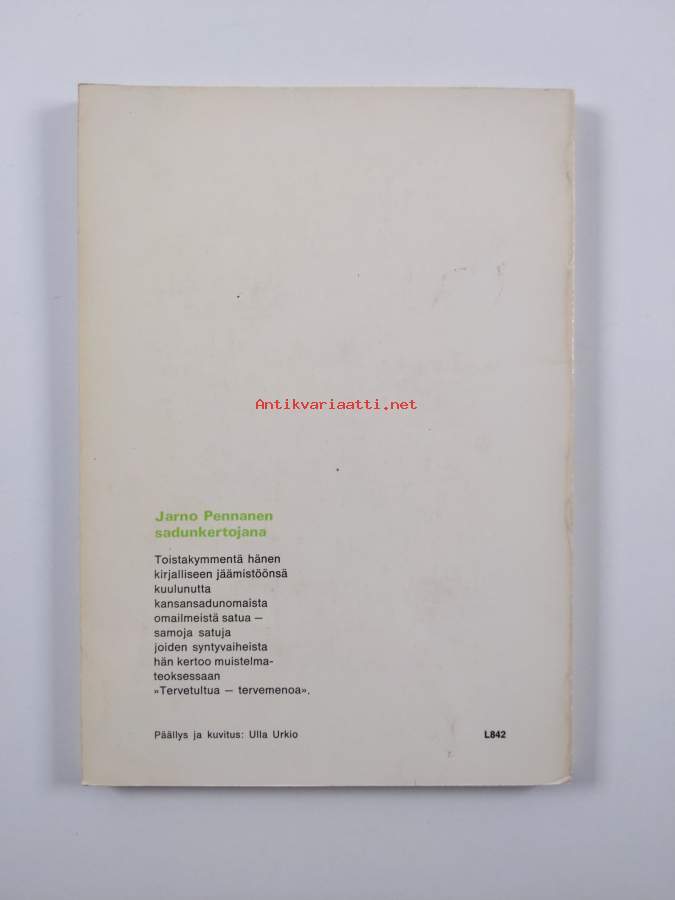 Antikvariaatti.net
Jarno Pennanen
sadunkertojana
Toistakymmentä hänen
kirjalliseen jäämistöönsä
kuulunutta
kansansadunomaista
omailmeistä satua —
samoja satuja
joiden syntyvaiheista
hän kertoo muistelma-
teoksessaan
»Tervetultua — tervemenoa».
Päällys ja kuvitus: Ulla Urkio
L842